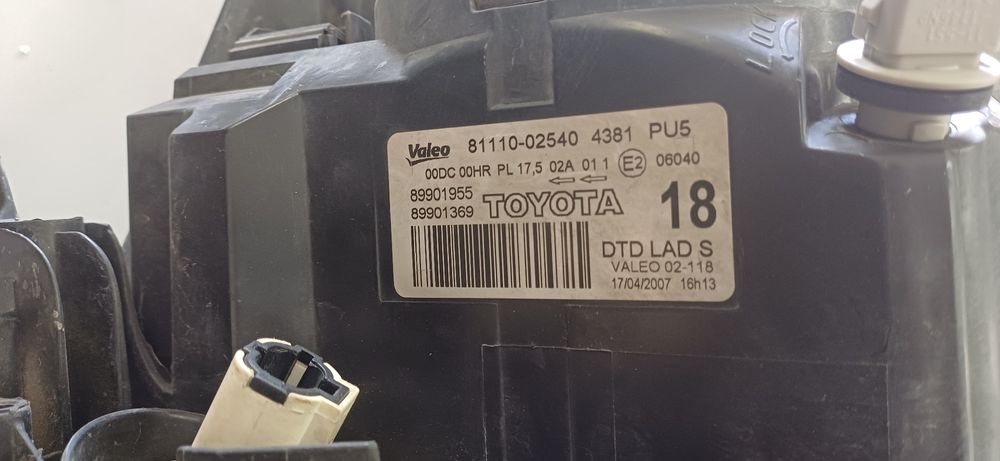 LOCK
Valeo 81110-02540 4381 PU5
00DC 00HR PL 17,5 02A 01 1 E2 06040
89901955
89901369 TOYOTA 18
DTD LAD S
VALEO 02-118
17/04/2007 16h13